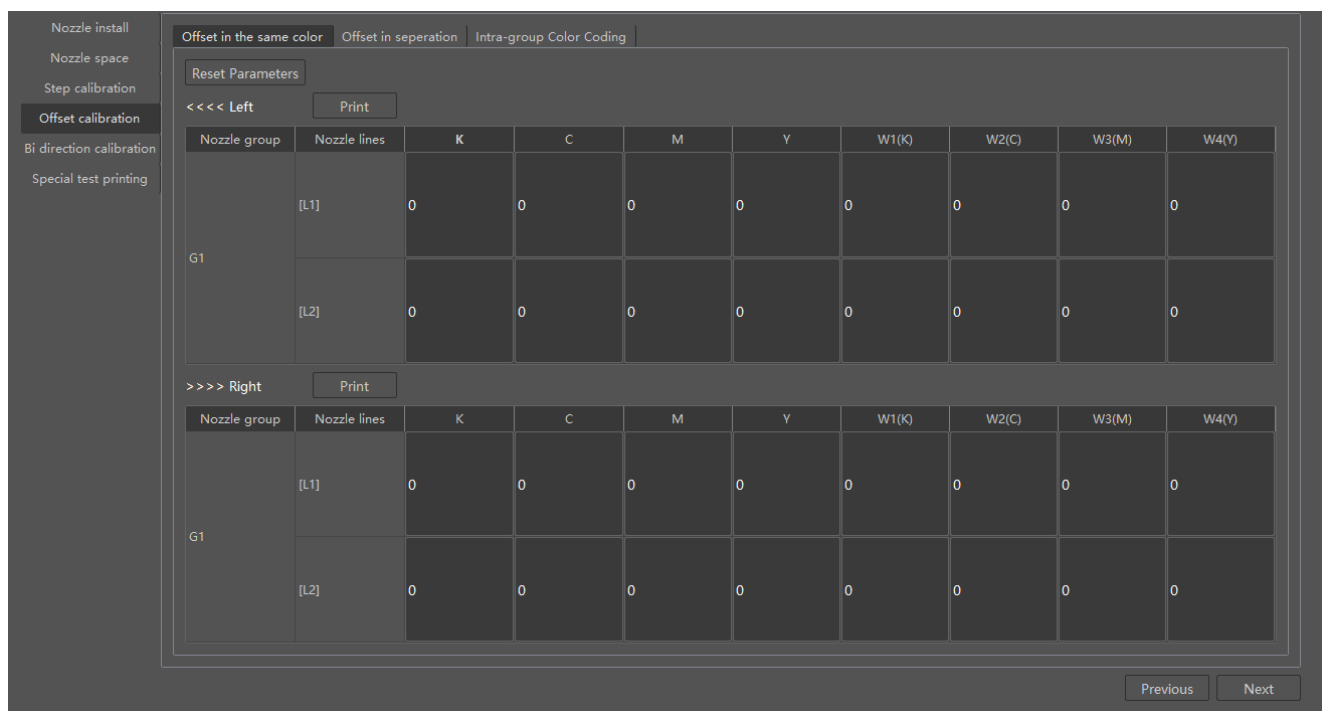 Nozzle install
Nozzle space
Step calibration
Offset calibration
Bi direction calibration
Special test printing
Offset in the same color Offset in seperation Intra-group Color Coding
Reset Parameters
<<<< Left Print
Nozzle group Nozzle lines K C M Y W1(K) W2(C) W3(M) W4(Y)
[L1] 0 0 0 0 0 0 0 0
G1
[L2] 0 0 0 0 0 0 0 0
>>>> Right Print
Nozzle group Nozzle lines K C M Y W1(K) W2(C) W3(M) W4(Y)
[L1] 0 0 0 0 0 0 0 0
G1
[L2] 0 0 0 0 0 0 0 0
Previous Next